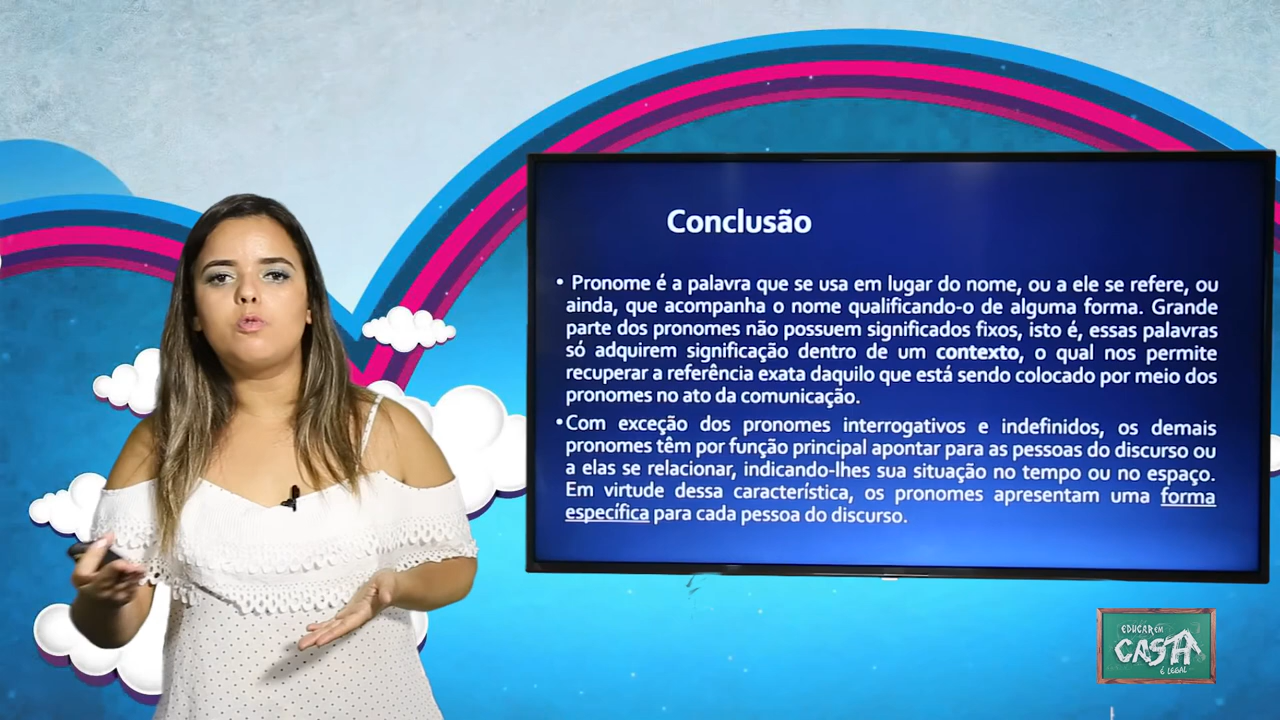 Conclusão
• Pronome é a palavra que se usa em lugar do nome, ou a ele se refere, ou
ainda, que acompanha o nome qualificando-o de alguma forma. Grande
parte dos pronomes não possuem significados fixos, isto é, essas palavras
só adquirem significação dentro de um contexto, o qual nos permite
recuperar a referência exata daquilo que está sendo colocado por meio dos
pronomes no ato da comunicação.
•Com exceção dos pronomes interrogativos e indefinidos, os demais
pronomes têm por função principal apontar para as pessoas do discurso ou
a elas se relacionar, indicando-lhes sua situação no tempo ou no espaço.
Em virtude dessa característica, os pronomes apresentam uma forma
específica para cada pessoa do discurso.
EDUCAR EM
CASA
É LEGAL